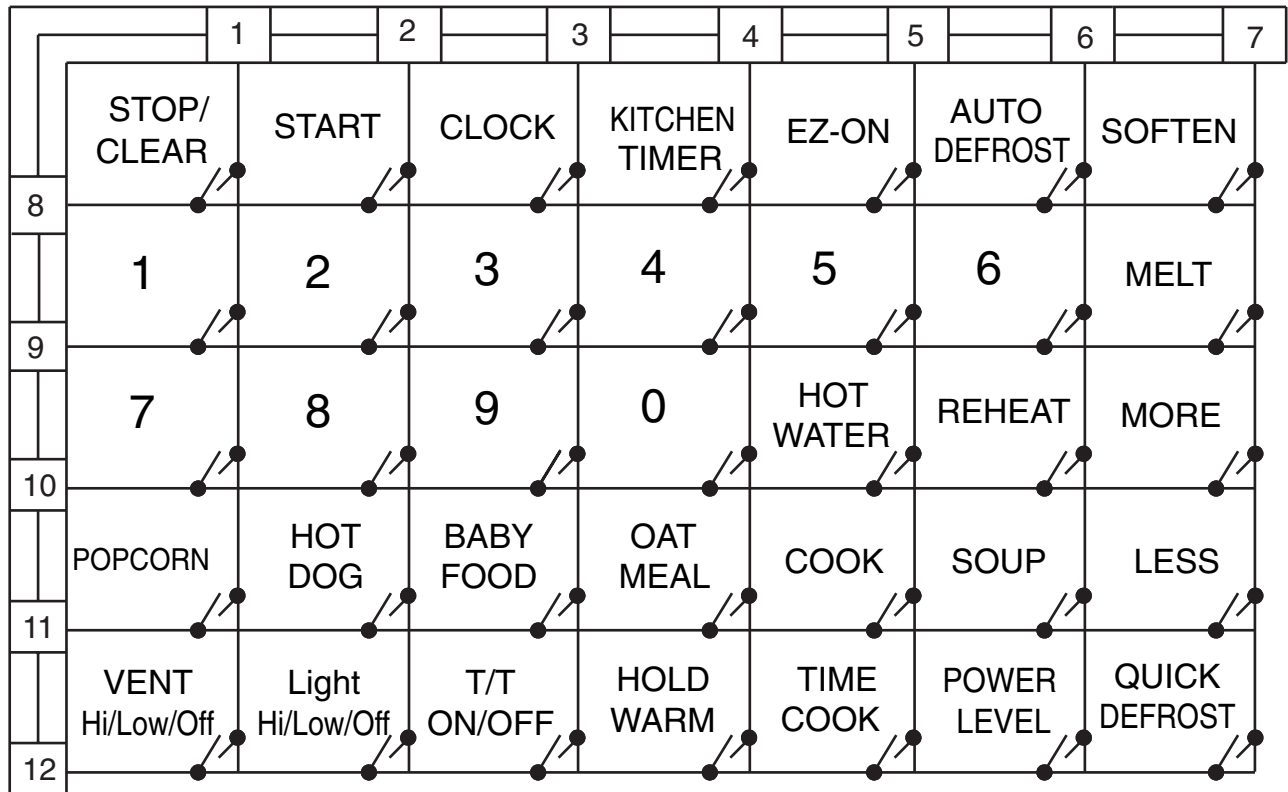 1 2 3 4 5 6 7
STOP/
CLEAR
START
CLOCK
KITCHEN
TIMER
EZ-ON
AUTO
DEFROST
SOFTEN
8
1
2
3
4
5
6
MELT
9
7
8
9
0
HOT
WATER
REHEAT
MORE
10
POPCORN
HOT
DOG
BABY
FOOD
OAT
MEAL
COOK
SOUP
LESS
11
VENT
Hi/Low/Off
Light
Hi/Low/Off
T/T
ON/OFF
HOLD
WARM
TIME
COOK
POWER
LEVEL
QUICK
DEFROST
12